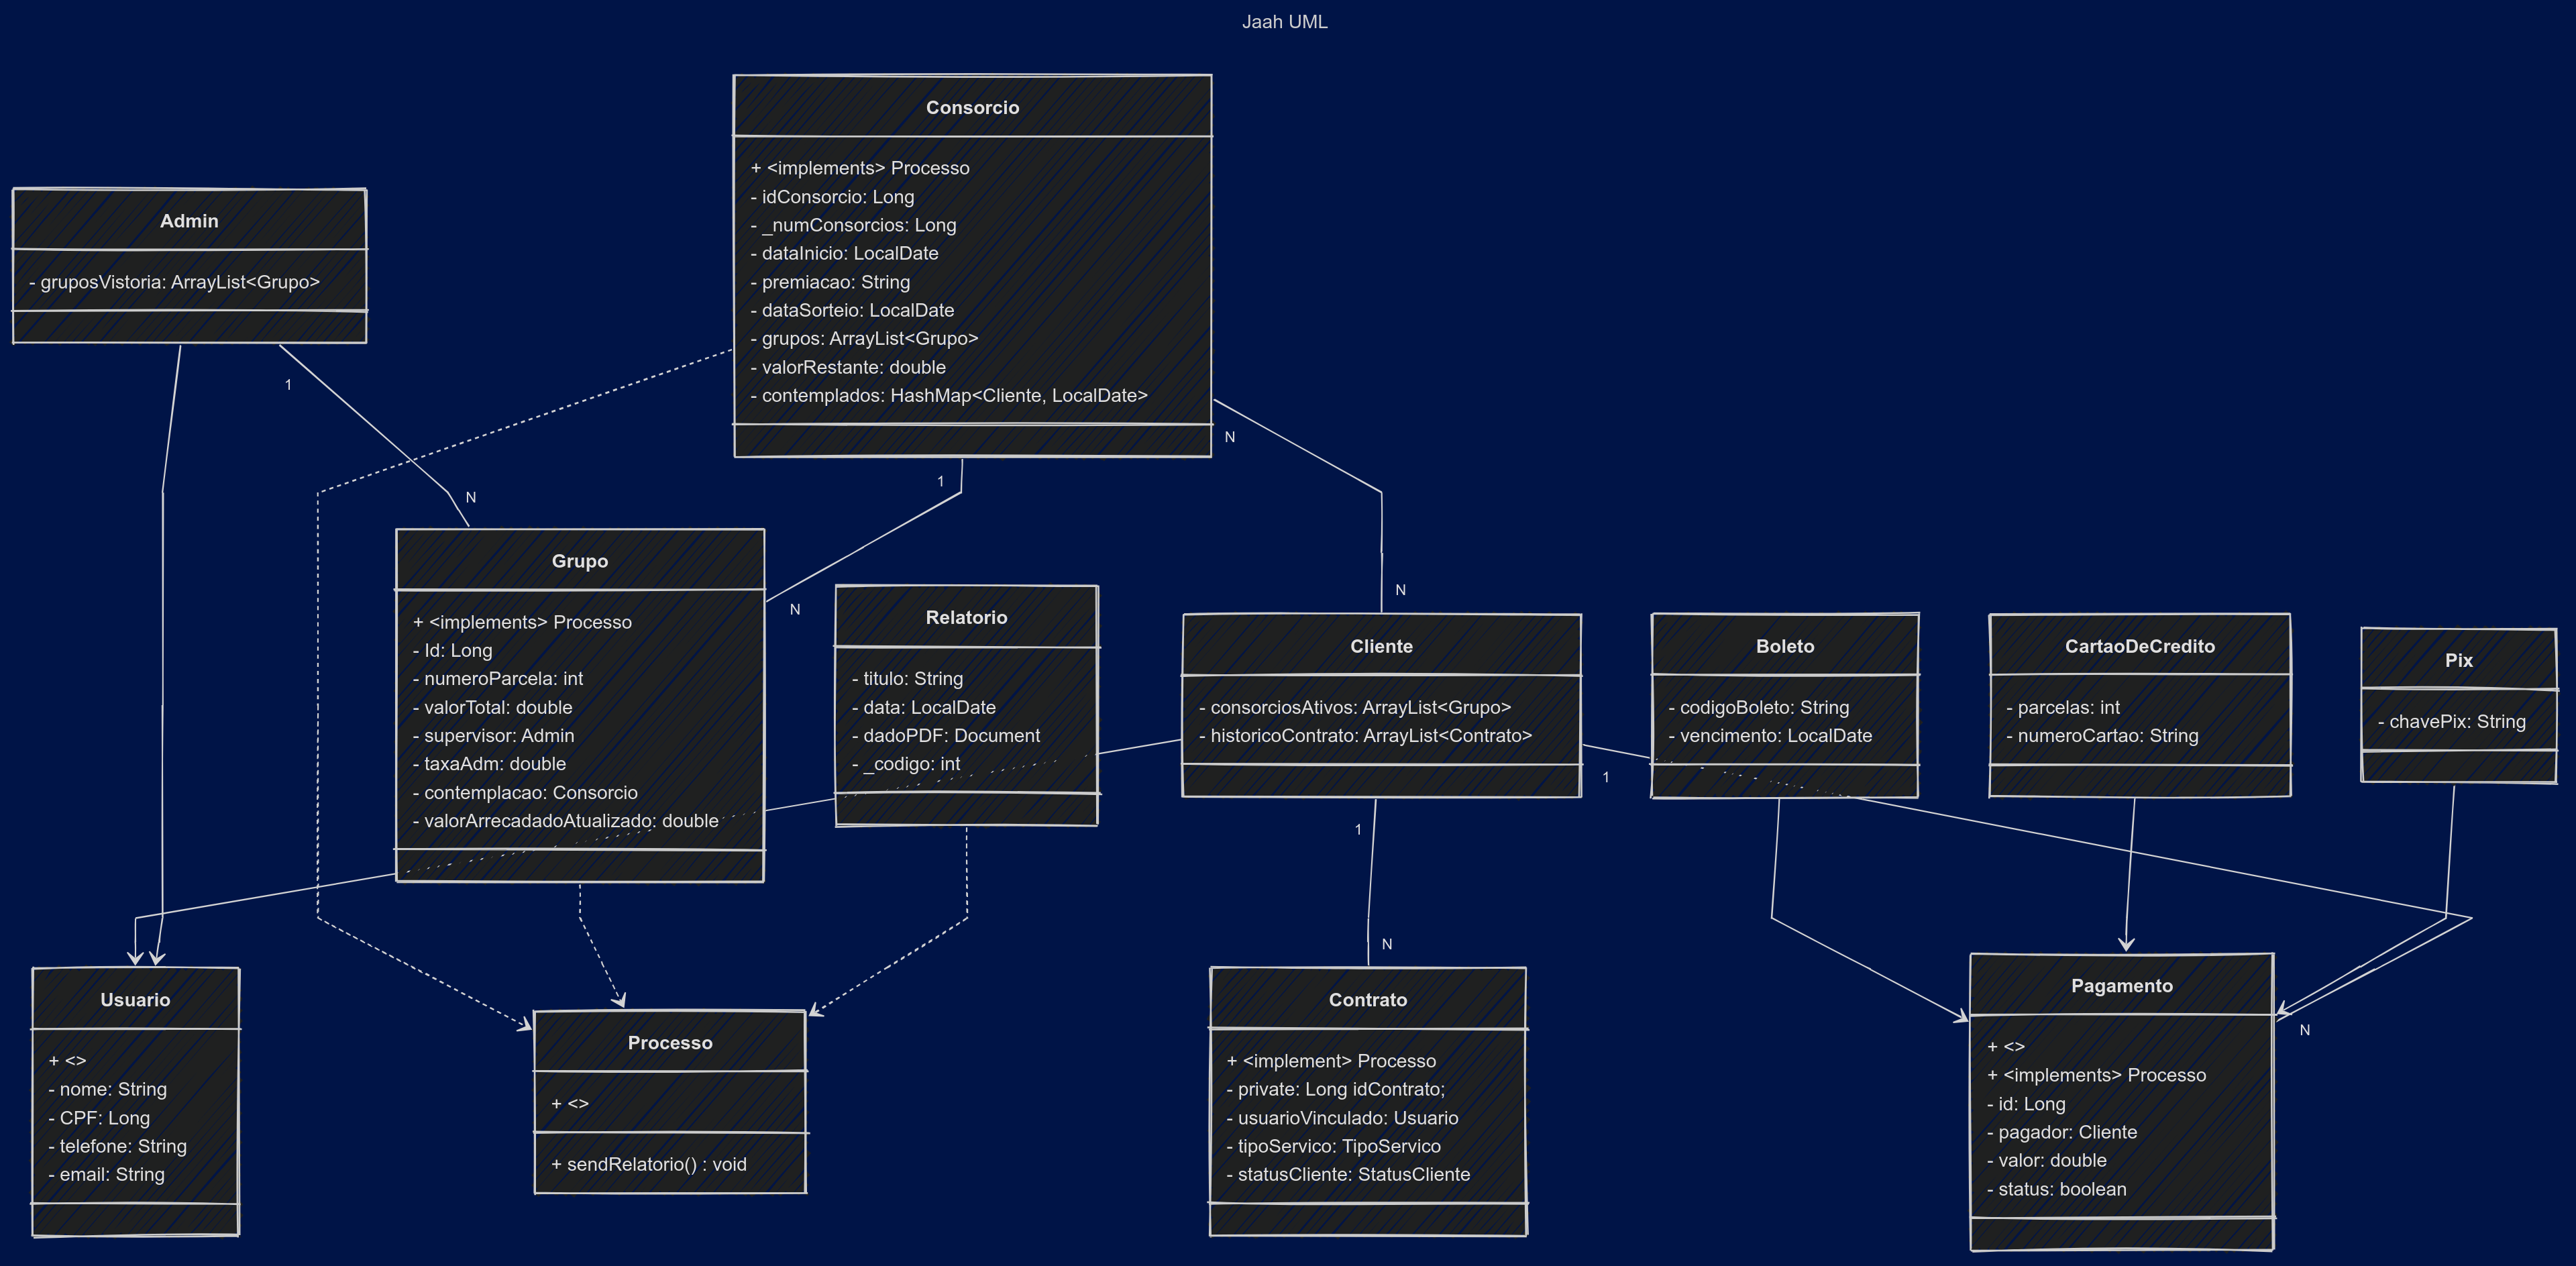 Jaah UML
Consorcio
+ <implements> Processo
- idConsorcio: Long
- _numConsorcios: Long
- dataInicio: LocalDate
- premiacao: String
- dataSorteio: LocalDate
- grupos: ArrayList<Grupo>
- valorRestante: double
- contemplados: HashMap<Cliente, LocalDate>
Admin
- gruposVistoria: ArrayList<Grupo>
1
N
1
N
N
N
Grupo
+ <implements> Processo
- Id: Long
- numeroParcela: int
- valorTotal: double
- supervisor: Admin
- taxaAdm: double
- contemplacao: Consorcio
- valorArrecadadoAtualizado: double
Relatorio
- titulo: String
- data: LocalDate
- dadoPDF: Document
- _codigo: int
Cliente
- consorciosAtivos: ArrayList<Grupo>
- historicoContrato: ArrayList<Contrato>
Boleto
- codigoBoleto: String
- vencimento: LocalDate
CartaoDeCredito
- parcelas: int
- numeroCartao: String
Pix
- chavePix: String
1
1
N
N
Usuario
+ <>
- nome: String
- CPF: Long
- telefone: String
- email: String
Processo
+ <>
+ sendRelatorio() : void
Contrato
+ <implement> Processo
- private: Long idContrato;
- usuarioVinculado: Usuario
- tipoServico: TipoServico
- statusCliente: StatusCliente
Pagamento
+ <>
+ <implements> Processo
- id: Long
- pagador: Cliente
- valor: double
- status: boolean